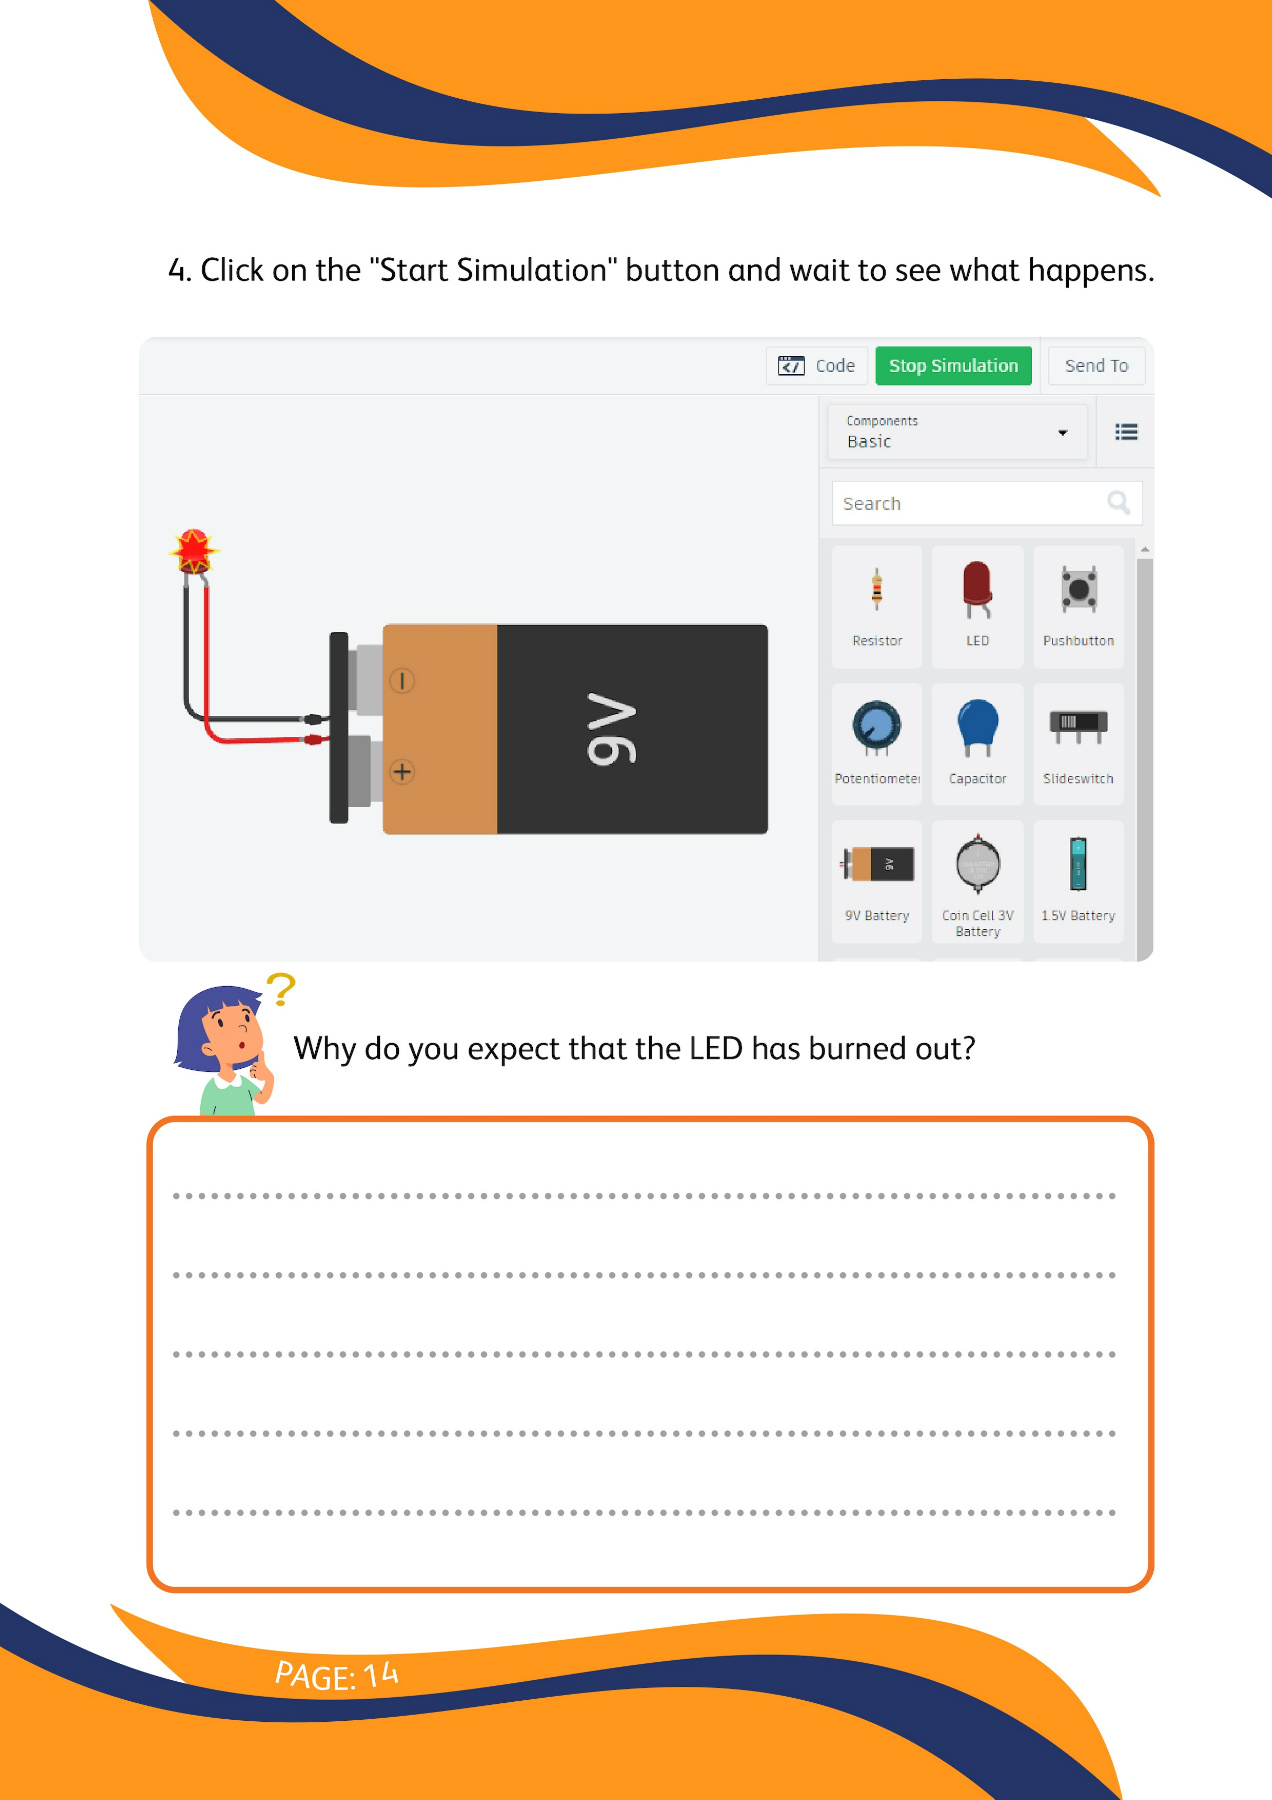 4. Click on the "Start Simulation" button and wait to see what happens.
Code
Stop Simulation
Send To
Components
Basic
Search
Resistor
LED
Pushbutton
Potentiometer
Capacitor
Slideswitch
9V
9V Battery
Coin Cell 3V
Battery
1.5V Battery
?
Why do you expect that the LED has burned out?
PAGE: 14